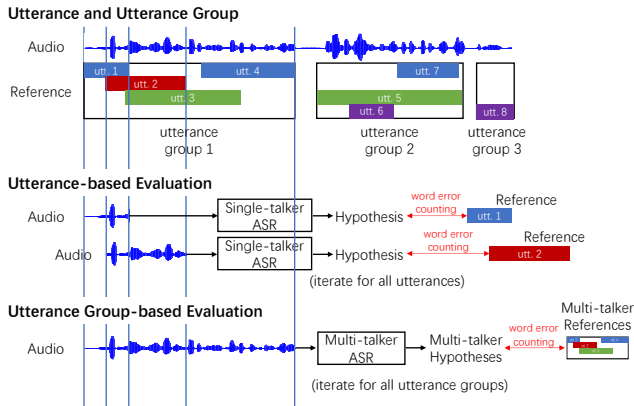 Utterance and Utterance Group
Audio
Reference
utt. 1
utt. 4
utt. 7
utt. 2
utt. 3
utt. 5
utt. 6
utt. 8
utterance
group 1
utterance
group 2
utterance
group 3
Utterance-based Evaluation
Audio
Single-talker
ASR
Hypothesis
word error
counting
Reference
utt. 1
Audio
Single-talker
ASR
Hypothesis
word error
counting
Reference
utt. 2
(iterate for all utterances)
Utterance Group-based Evaluation
Audio
Multi-talker
ASR
Multi-talker
Hypotheses
word error
counting
Multi-talker
References
(iterate for all utterance groups)